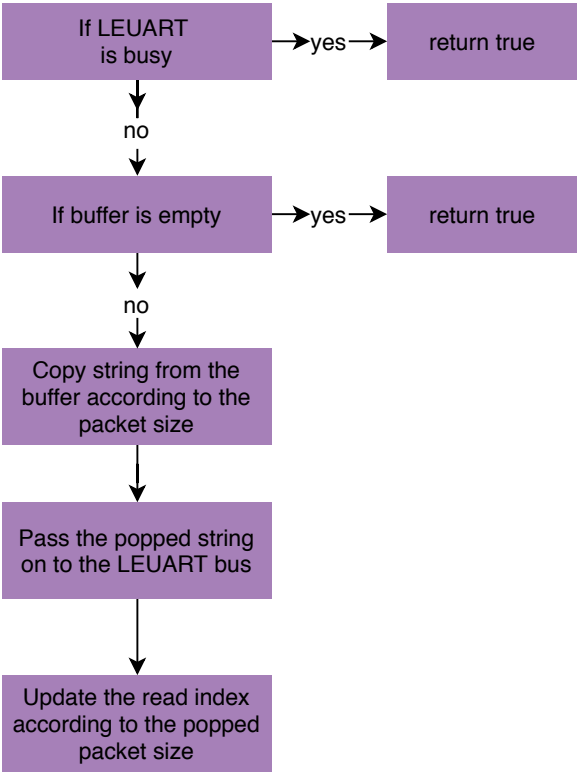 If LEUART
is busy
yes
return true
no
If buffer is empty
yes
return true
no
Copy string from the
buffer according to the
packet size
Pass the popped string
on to the LEUART bus
Update the read index
according to the popped
packet size